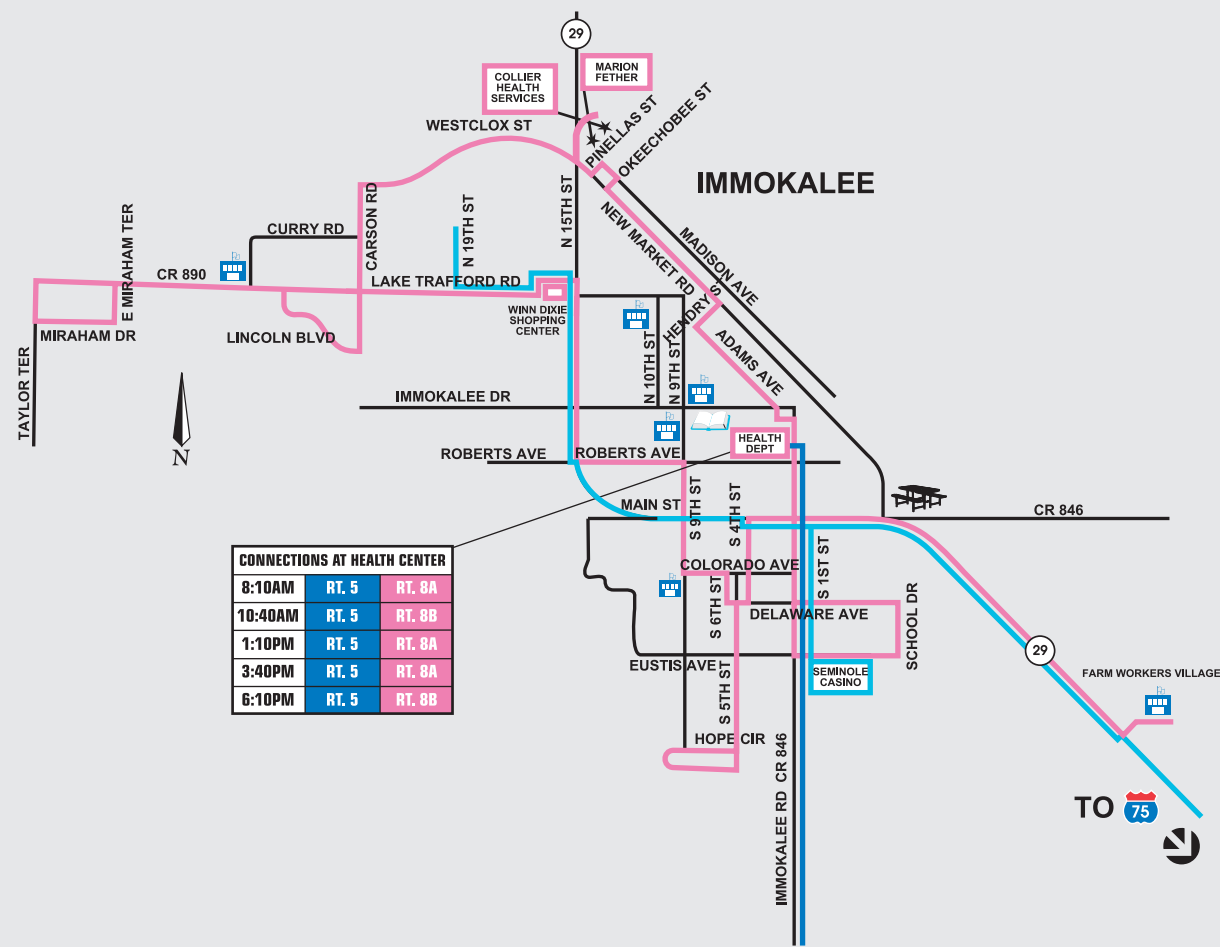 29
MARION
FETHER
COLLIER
HEALTH
SERVICES
WESTCLOX ST
PINELLAS ST
OKEECHOBEE ST
IMMOKALEE
CARSON RD
N 19TH ST
N 15TH ST
NEW MARKET RD
MADISON AVE
E MIRAHAM TER
CURRY RD
CR 890
LAKE TRAFFORD RD
HENDRY ST
WINN DIXIE
SHOPPING
CENTER
MIRAHAM DR
LINCOLN BLVD
ADAMS AVE
TAYLOR TER
N 10TH ST
N 9TH ST
IMMOKALEE DR
N
HEALTH
DEPT
ROBERTS AVE
ROBERTS AVE
MAIN ST
S 9TH ST
S 4TH ST
CR 846
CONNECTIONS AT HEALTH CENTER
8:10AM RT. 5 RT. 8A
10:40AM RT. 5 RT. 8B
1:10PM RT. 5 RT. 8A
3:40PM RT. 5 RT. 8A
6:10PM RT. 5 RT. 8B
COLORADO AVE
S 1ST ST
S 6TH ST
DELAWARE AVE
SCHOOL DR
EUSTIS AVE
S 5TH ST
SEMINOLE
CASINO
29
FARM WORKERS VILLAGE
HOPE CIR
IMMOKALEE RD CR 846
TO 75